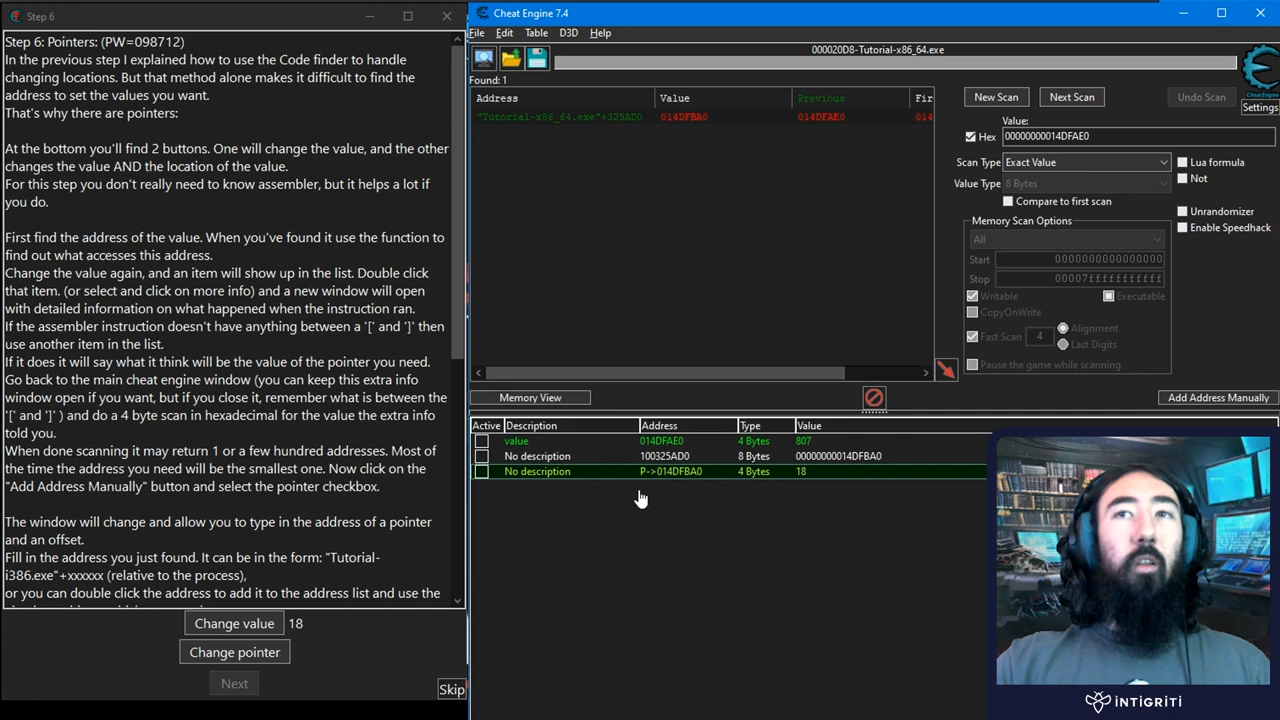 Step 6
Step 6: Pointers: (PW=098712)
In the previous step I explained how to use the Code finder to handle
changing locations. But that method alone makes it difficult to find the
address to set the values you want.
That's why there are pointers:
At the bottom you'll find 2 buttons. One will change the value, and the other
changes the value AND the location of the value.
For this step you don't really need to know assembler, but it helps a lot if
you do.
First find the address of the value. When you've found it use the function to
find out what accesses this address.
Change the value again, and an item will show up in the list. Double click
that item. (or select and click on more info) and a new window will open
with detailed information on what happened when the instruction ran.
If the assembler instruction doesn't have anything between a '[' and ']' then
use another item in the list.
If it does it will say what it think will be the value of the pointer you need.
Go back to the main cheat engine window (you can keep this extra info
window open if you want, but if you close it, remember what is between the
'[' and ']' ) and do a 4 byte scan in hexadecimal for the value the extra info
told you.
When done scanning it may return 1 or a few hundred addresses. Most of
the time the address you need will be the smallest one. Now click on the
"Add Address Manually" button and select the pointer checkbox.
The window will change and allow you to type in the address of a pointer
and an offset.
Fill in the address you just found. It can be in the form: "Tutorial-
i386.exe"+xxxxxx (relative to the process),
or you can double click the address to add it to the address list and use the
Change value 18
Change pointer
Next
Skip
Cheat Engine 7.4
File Edit Table D3D Help
000020D8-Tutorial-x86_64.exe
Found: 1
Address Value Previous Fir
"Tutorial-x86_64.exe"+325AD0 014DFBA0 014DFAE0 014
New Scan Next Scan Undo Scan
Cheat Engine
Settings
Value:
Hex 00000000014DFAE0
Scan Type Exact Value Lua formula
Value Type 8 Bytes Not
Compare to first scan
Memory Scan Options
Unrandomizer
All
Enable Speedhack
Start 0000000000000000
Stop 00007fffffffffff
Writable Executable
CopyOnWrite
Fast Scan 4 Alignment
Last Digits
Pause the game while scanning
Memory View Add Address Manually
Active Description Address Type Value
value 014DFAE0 4 Bytes 807
No description 100325AD0 8 Bytes 00000000014DFBA0
No description P->014DFBA0 4 Bytes 18
INTIGRITI